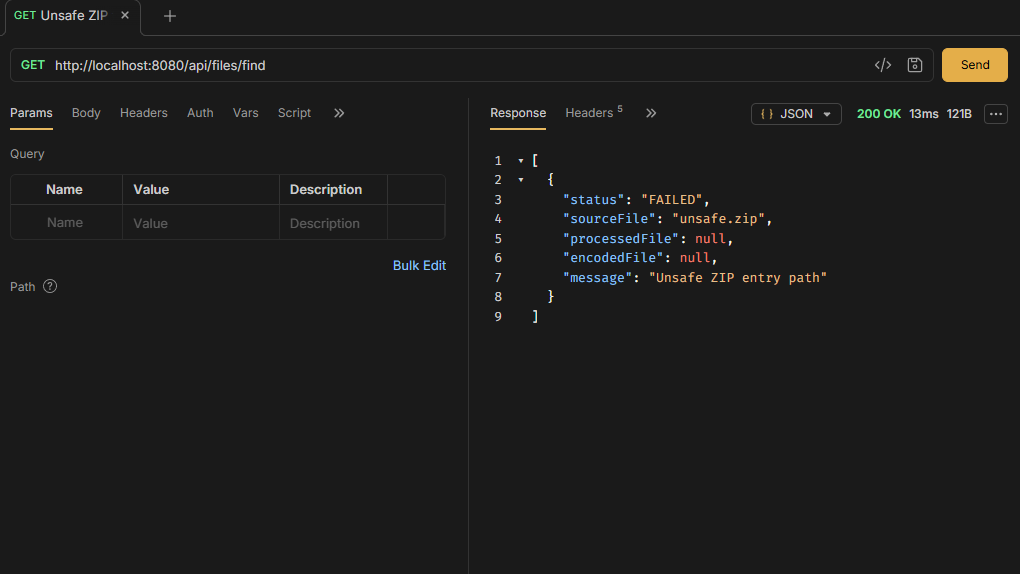 GET Unsafe ZIP
GET http://localhost:8080/api/files/find
</>
Send
Params Body Headers Auth Vars Script
Query
Name Value Description
Name Value Description
Bulk Edit
Path ?
Response Headers 5
{ } JSON 200 OK 13ms 121B
1 [
2 {
3 "status": "FAILED",
4 "sourceFile": "unsafe.zip",
5 "processedFile": null,
6 "encodedFile": null,
7 "message": "Unsafe ZIP entry path"
8 }
9 ]